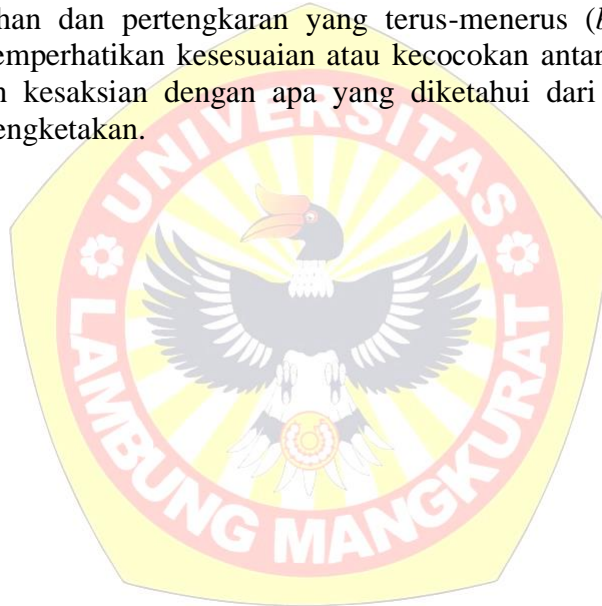 han dan pertengkaran yang terus-menerus (
emperhatikan kesesuaian atau kecocokan antar
n kesaksian dengan apa yang diketahui dari
engketakan.
UNIVERSITAS
LAMBUNG MANGKURAT